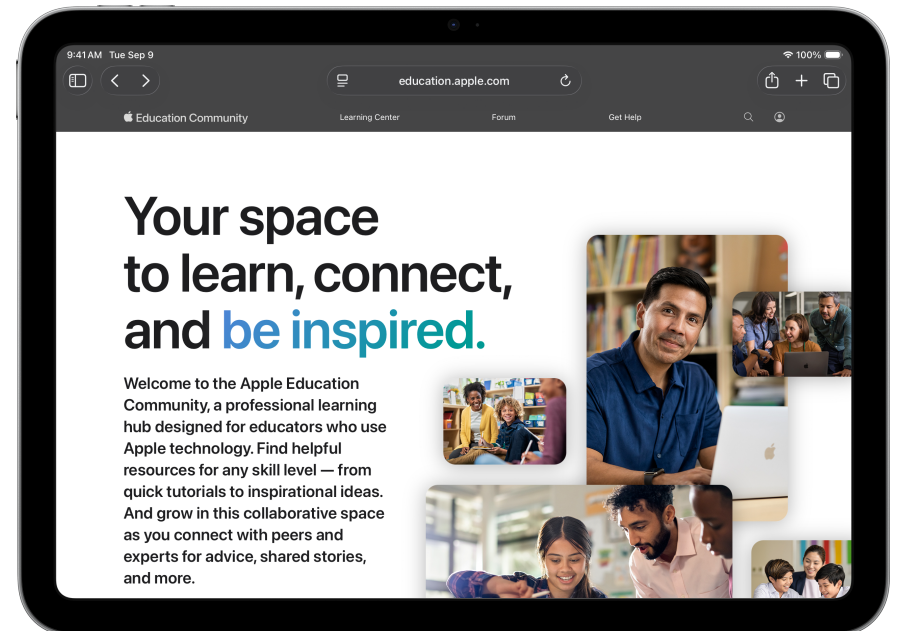 9:41 AM Tue Sep 9
100%
education.apple.com
Education Community
Learning Center
Forum
Get Help
Your space
to learn, connect,
and be inspired.
Welcome to the Apple Education
Community, a professional learning
hub designed for educators who use
Apple technology. Find helpful
resources for any skill level — from
quick tutorials to inspirational ideas.
And grow in this collaborative space
as you connect with peers and
experts for advice, shared stories,
and more.